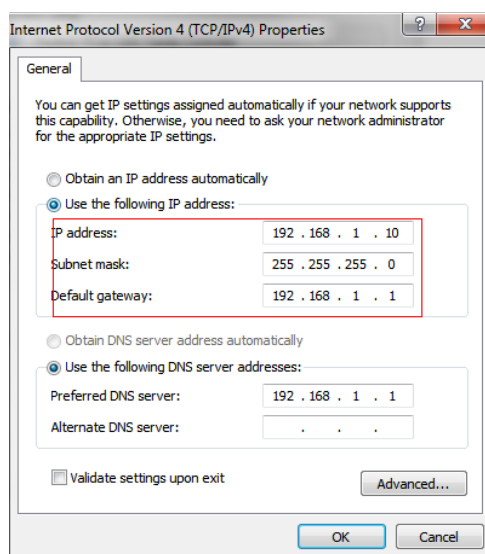 Internet Protocol Version 4 (TCP/IPv4) Properties
General
You can get IP settings assigned automatically if your network supports
this capability. Otherwise, you need to ask your network administrator
for the appropriate IP settings.
Obtain an IP address automatically
Use the following IP address:
IP address: 192 . 168 . 1 . 10
Subnet mask: 255 . 255 . 255 . 0
Default gateway: 192 . 168 . 1 . 1
Obtain DNS server address automatically
Use the following DNS server addresses:
Preferred DNS server: 192 . 168 . 1 . 1
Alternate DNS server: . . .
Validate settings upon exit
Advanced...
OK Cancel